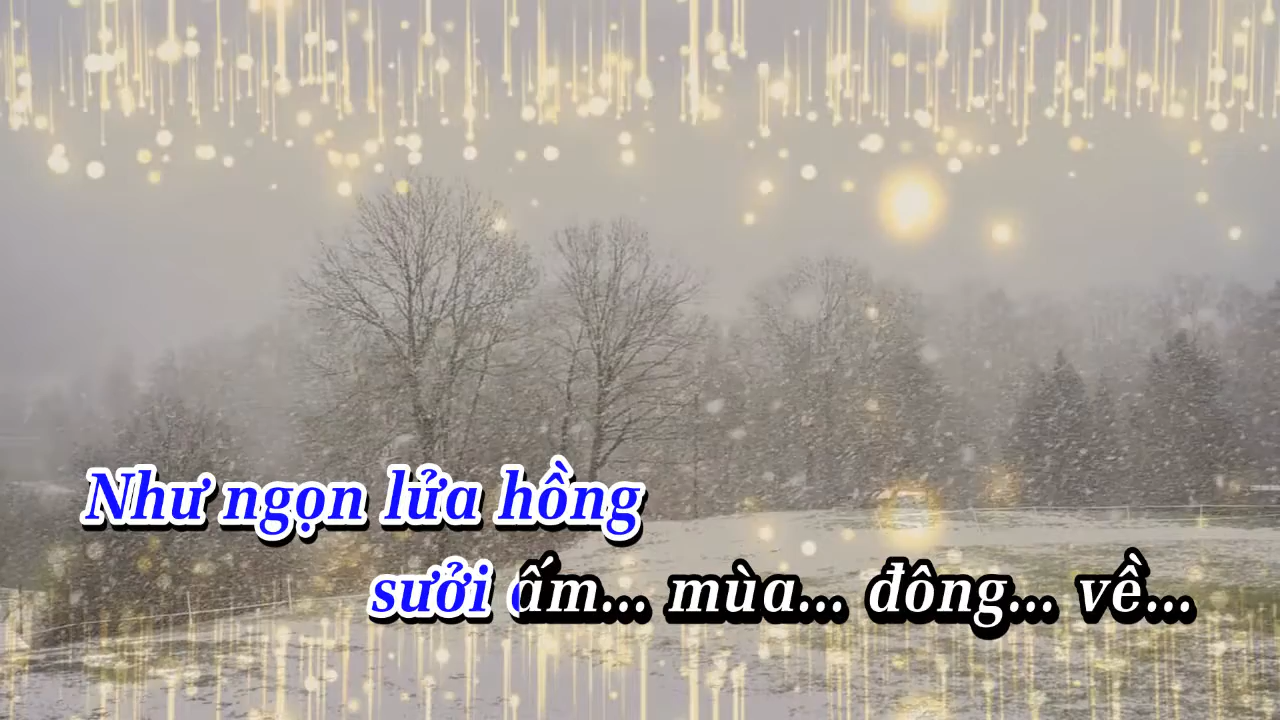 Như ngọn lửa hồng
sưởi ấm... mùa... đông... về...